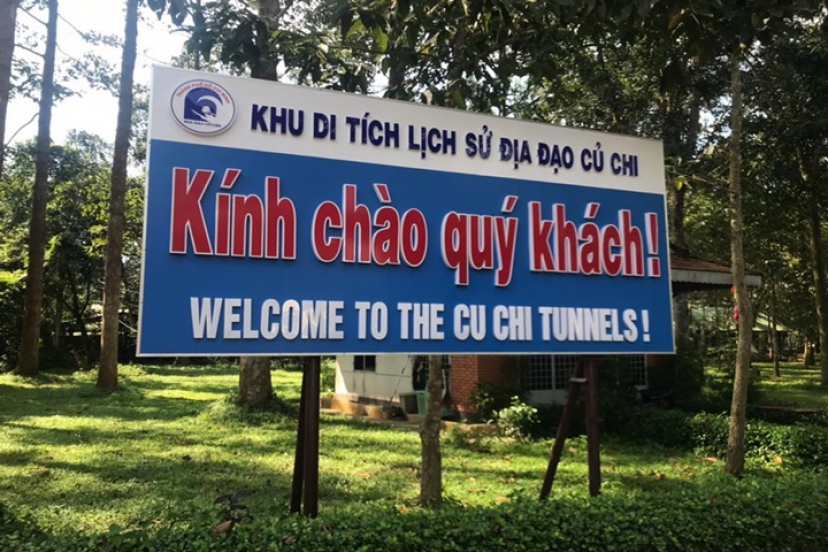 KHU DI TÍCH LỊCH SỬ ĐỊA ĐẠO CỦ CHI
Kính chào quý khách!
WELCOME TO THE CU CHI TUNNELS!